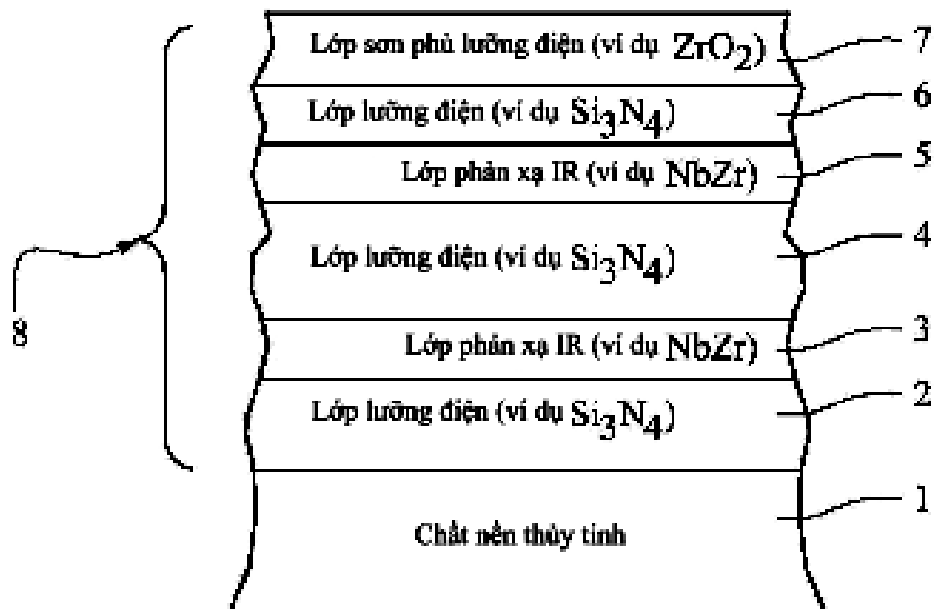 Lớp sơn phủ lưỡng điện (ví dụ ZrO2) 7
Lớp lưỡng điện (ví dụ Si3N4) 6
Lớp phản xạ IR (ví dụ NbZr) 5
Lớp lưỡng điện (ví dụ Si3N4) 4
8
Lớp phản xạ IR (ví dụ NbZr) 3
Lớp lưỡng điện (ví dụ Si3N4) 2
Chất nền thủy tinh 1